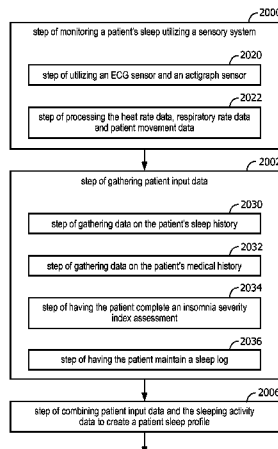 2000
step of monitoring a patient's sleep utilizing a sensory system
2020
step of utilizing an ECG sensor and an actigraph sensor
2022
step of processing the heat rate data, respiratory rate data
and patient movement data
2002
step of gathering patient input data
2030
step of gathering data on the patient's sleep history
2032
step of gathering data on the patient's medical history
2034
step of having the patient complete an insomnia severity
index assessment
2036
step of having the patient maintain a sleep log
2006
step of combining patient input data and the sleeping activity
data to create a patient sleep profile